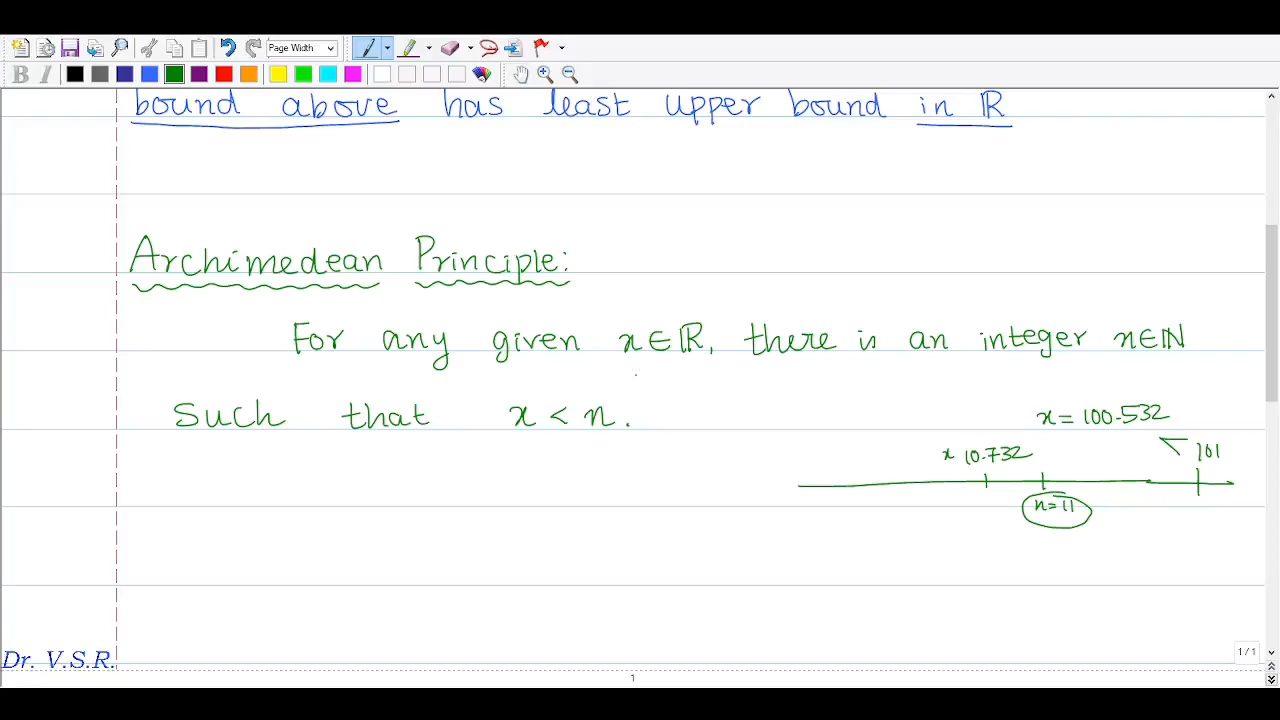 Page Width
bound above has least upper bound in ℝ
Archimedean Principle:
For any given x∈ℝ, there is an integer n∈ℕ
Such that x < n.
x = 100.532
x 10.732
< 101
n=11
Dr. V.S.R.
1 / 1
1